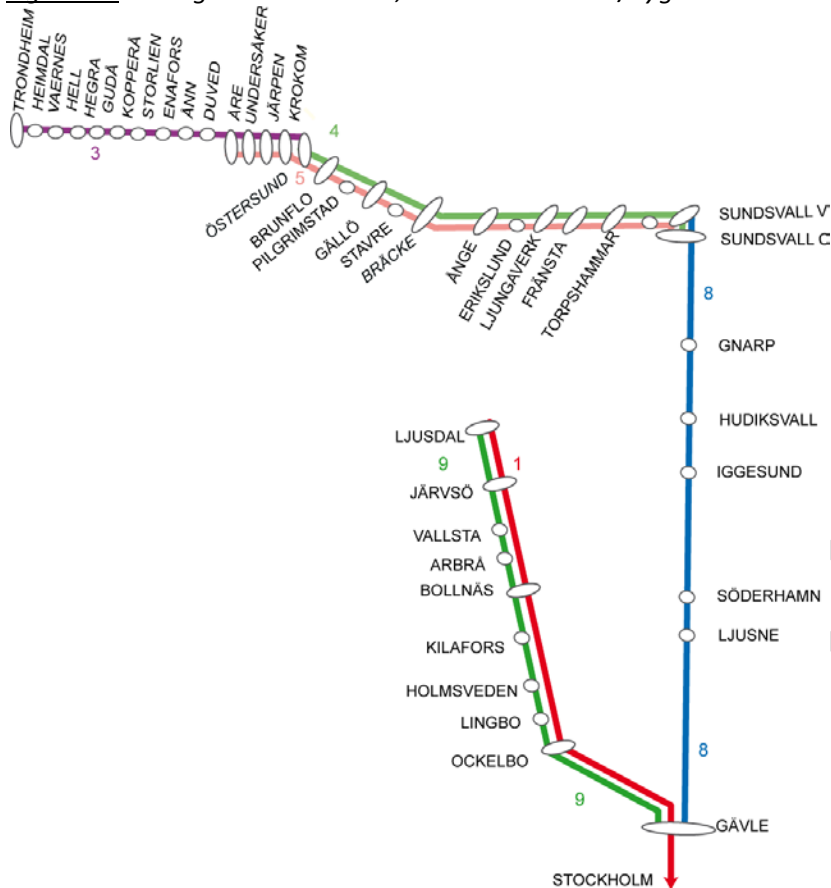 TRONDHEIM
HEIMDAL
VAERNES
HELL
HEGRA
GUDÅ
KOPPERÅ
STORLIEN
ENAFORS
ANN
DUVED
ÅRE
UNDERSÅKER
JÄRPEN
KROKOM
3
4
5
ÖSTERSUND
BRUNFLO
PILGRIMSTAD
GÄLLÖ
STAVRE
BRÄCKE
ÅNGE
ERIKSLUND
LJUNGAVERK
FRÄNSTA
TORPSHAMMAR
SUNDSVALL
SUNDSVALL
8
GNARP
HUDIKSVALL
IGGESUND
SÖDERHAMN
LJUSNE
8
LJUSDAL
9 1
JÄRVSÖ
VALLSTA
ARBRÅ
BOLLNÄS
KILAFORS
HOLMSVEDEN
LINGBO
OCKELBO
9
GÄVLE
STOCKHOLM